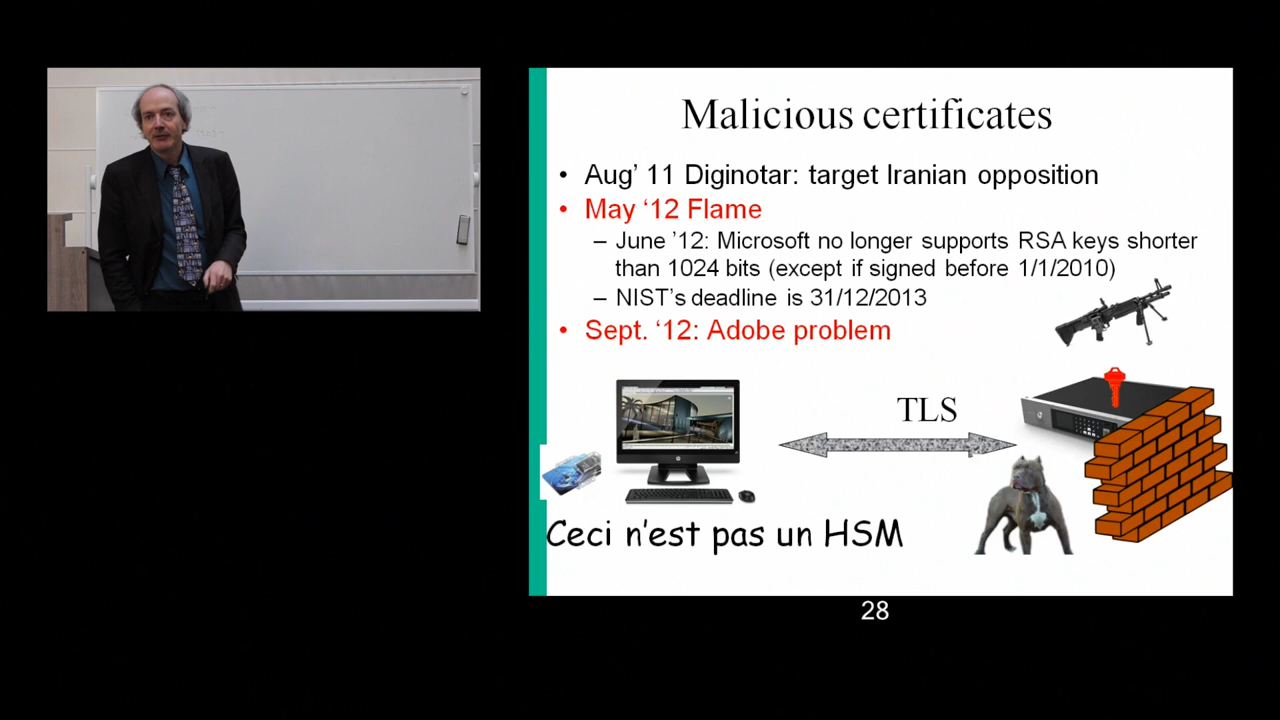 Malicious certificates
• Aug’ 11 Diginotar: target Iranian opposition
• May ‘12 Flame
– June ’12: Microsoft no longer supports RSA keys shorter
than 1024 bits (except if signed before 1/1/2010)
– NIST’s deadline is 31/12/2013
• Sept. ‘12: Adobe problem
TLS
Ceci n’est pas un HSM
28